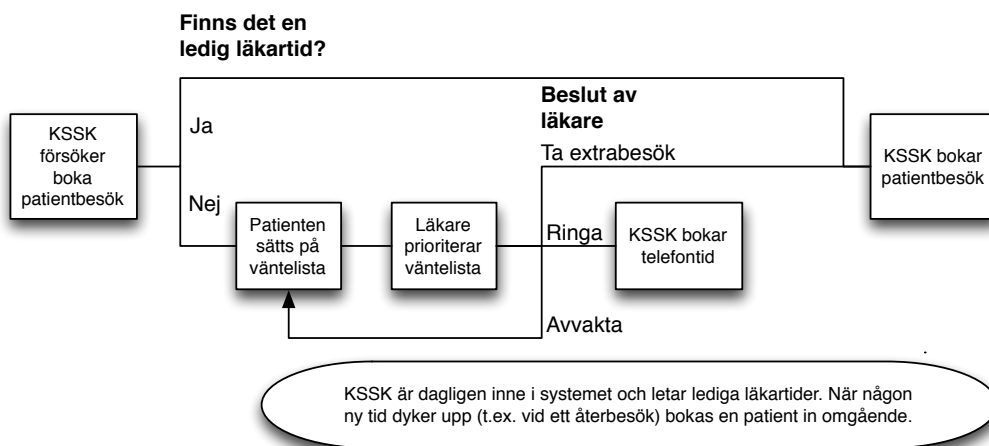 Finns det en
ledig läkartid?
KSSK
försöker
boka
patientbesök
Ja
Nej
Patienten
sätts på
väntelista
Läkare
prioriterar
väntelista
Beslut av
läkare
Ta extrabesök
Ringa
Avvakta
KSSK bokar
telefontid
KSSK bokar
patientbesök
KSSK är dagligen inne i systemet och letar lediga läkartider. När någon
ny tid dyker upp (t.ex. vid ett återbesök) bokas en patient in omgående.